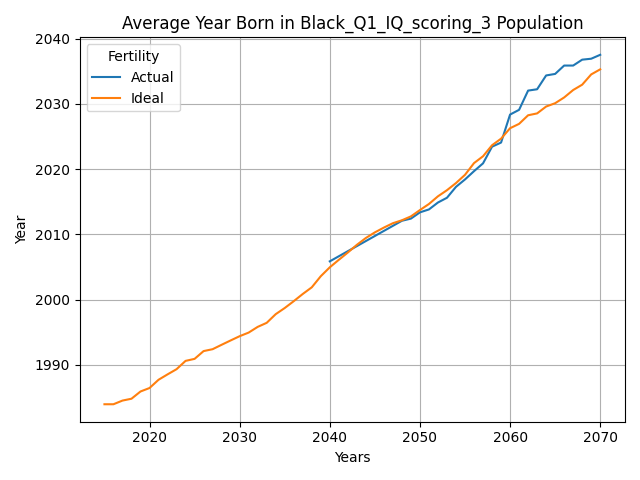 Average Year Born in Black_Q1_IQ_scoring_3 Population
Fertility
Actual
Ideal
Year
2040
2030
2020
2010
2000
1990
2020 2030 2040 2050 2060 2070
Years